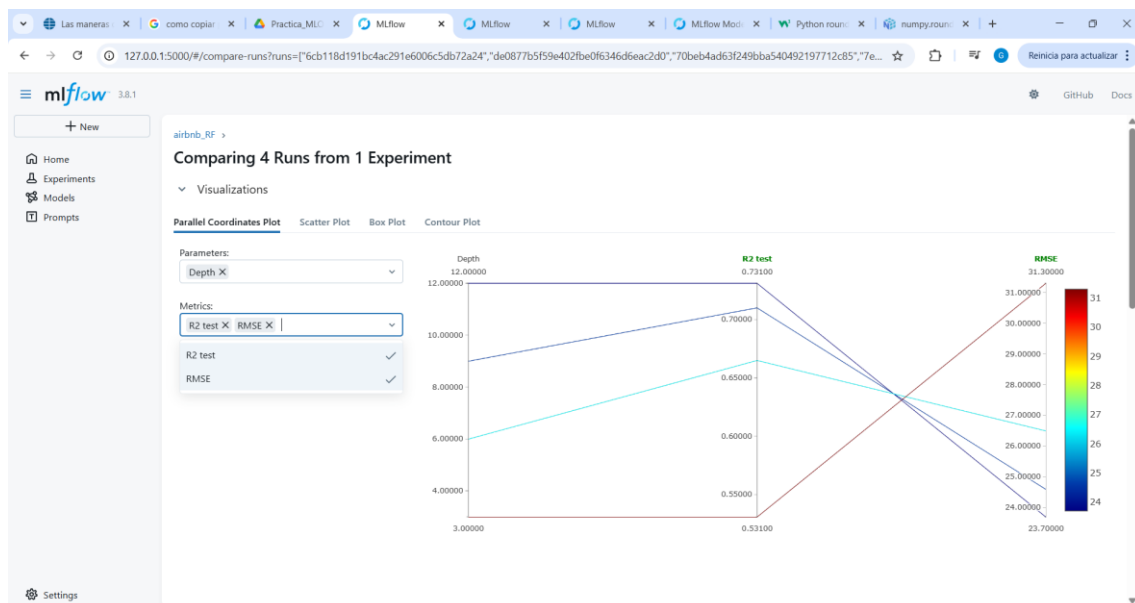 Las maneras
como copiar
Practica_MLO
MLflow
MLflow
MLflow
MLflow Mod
Python roun
numpy.roun
127.0.0.1:5000/#/compare-runs?runs=["6cb118d191bc4ac291e6006c5db72a24","de0877b5f59e402fbe0f6346d6eac2d0","70beb4ad63f249bba540492197712c85","7e...
G
Reinicia para actualizar
mlflow 3.8.1
GitHub Docs
+ New
Home
Experiments
Models
Prompts
Settings
airbnb_RF >
Comparing 4 Runs from 1 Experiment
Visualizations
Parallel Coordinates Plot Scatter Plot Box Plot Contour Plot
Parameters:
Depth
Metrics:
R2 test RMSE
R2 test
RMSE
Depth
12.00000
12.00000
10.00000
8.00000
6.00000
4.00000
3.00000
R2 test
0.73100
0.70000
0.65000
0.60000
0.55000
0.53100
RMSE
31.30000
31.00000
30.00000
29.00000
28.00000
27.00000
26.00000
25.00000
24.00000
23.70000
31
30
29
28
27
26
25
24